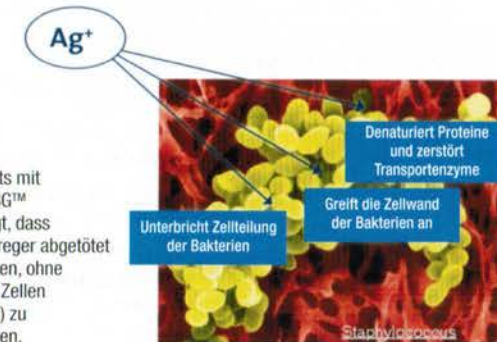 Ag⁺
ts mit
G™
gt, dass
reger abgetötet
en, ohne
Zellen
) zu
en.
Denaturiert Proteine
und zerstört
Transportenzyme
Greift die Zellwand
der Bakterien an
Unterbricht Zellteilung
der Bakterien
Staphylococcus